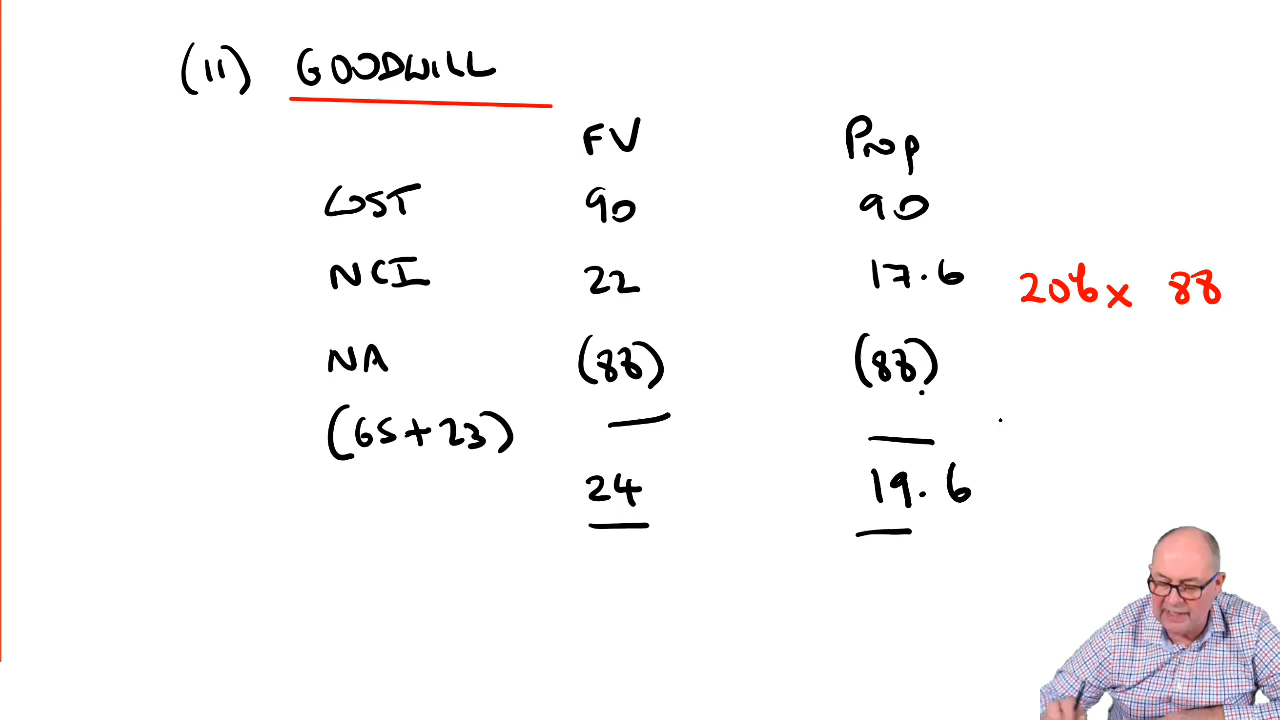 (11) GOODWILL
FV Prop
COST 90 90
NCI 22 17.6 20% x 88
NA (88) (88)
(65+23)
24 19.6